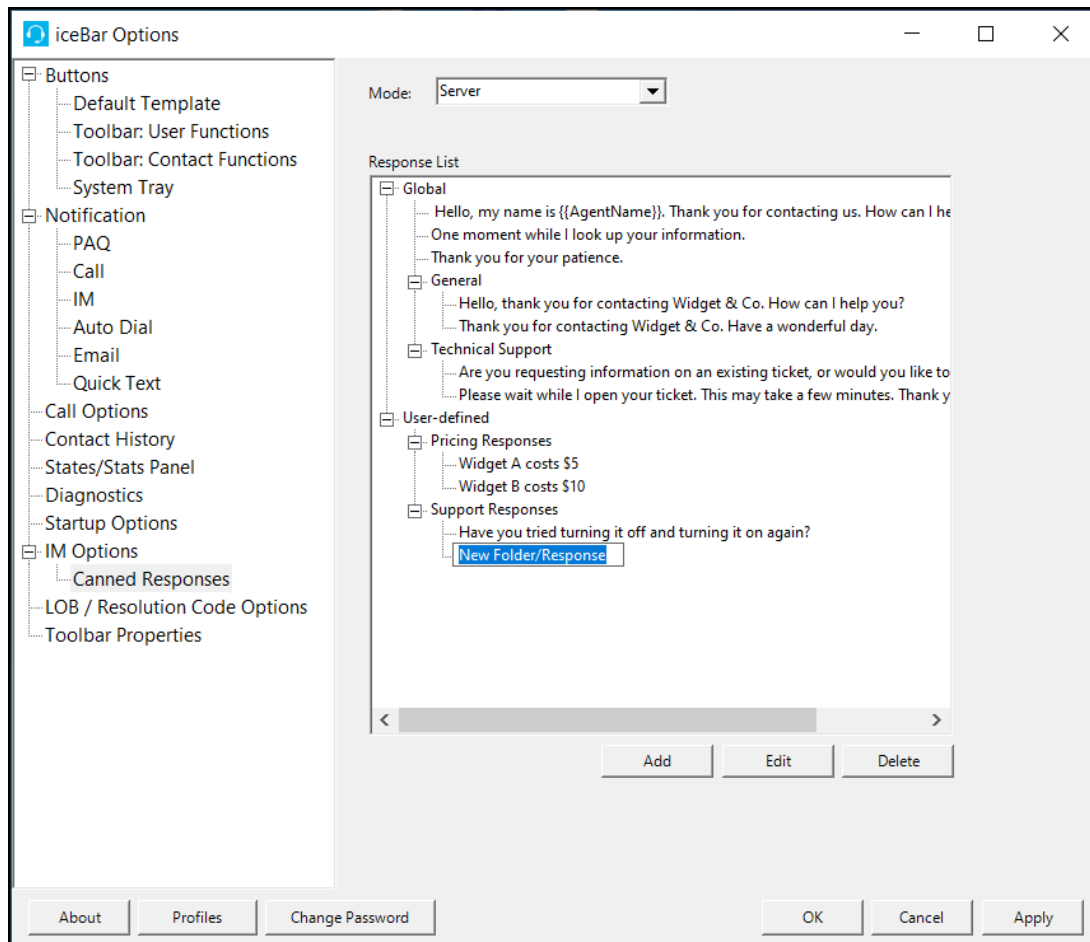 iceBar Options
Buttons
Default Template
Toolbar: User Functions
Toolbar: Contact Functions
System Tray
Notification
PAQ
Call
IM
Auto Dial
Email
Quick Text
Call Options
Contact History
States/Stats Panel
Diagnostics
Startup Options
IM Options
Canned Responses
LOB / Resolution Code Options
Toolbar Properties
Mode: Server
Response List
Global
Hello, my name is {{AgentName}}. Thank you for contacting us. How can I he
One moment while I look up your information.
Thank you for your patience.
General
Hello, thank you for contacting Widget & Co. How can I help you?
Thank you for contacting Widget & Co. Have a wonderful day.
Technical Support
Are you requesting information on an existing ticket, or would you like to
Please wait while I open your ticket. This may take a few minutes. Thank y
User-defined
Pricing Responses
Widget A costs $5
Widget B costs $10
Support Responses
Have you tried turning it off and turning it on again?
New Folder/Response
Add Edit Delete
About Profiles Change Password OK Cancel Apply